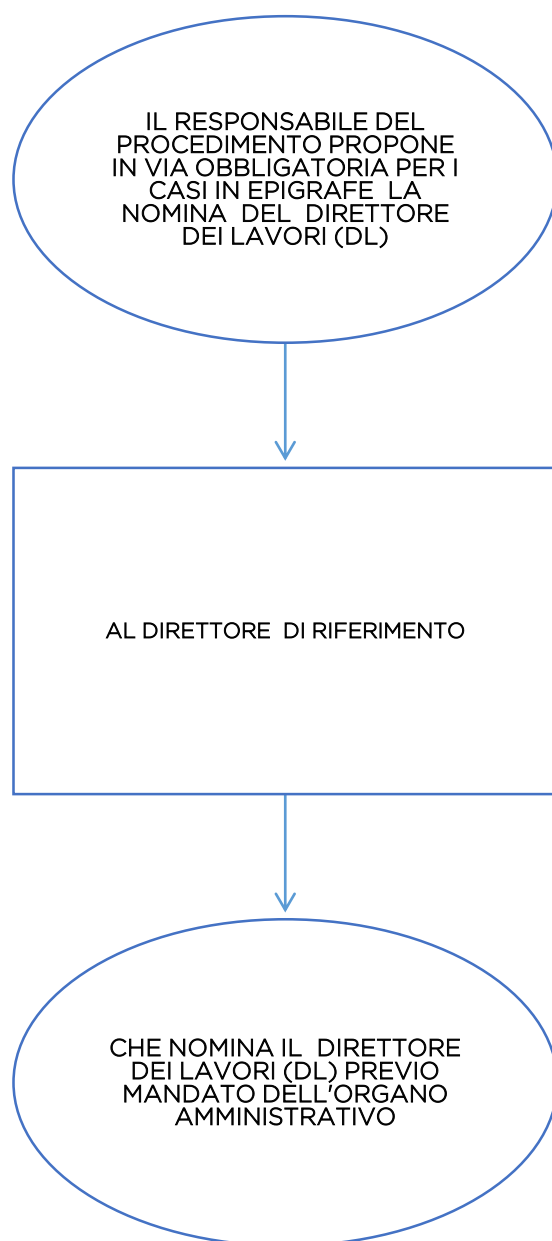 IL RESPONSABILE DEL
PROCEDIMENTO PROPONE
IN VIA OBBLIGATORIA PER I
CASI IN EPIGRAFE LA
NOMINA DEL DIRETTORE
DEI LAVORI (DL)
AL DIRETTORE DI RIFERIMENTO
CHE NOMINA IL DIRETTORE
DEI LAVORI (DL) PREVIO
MANDATO DELL'ORGANO
AMMINISTRATIVO